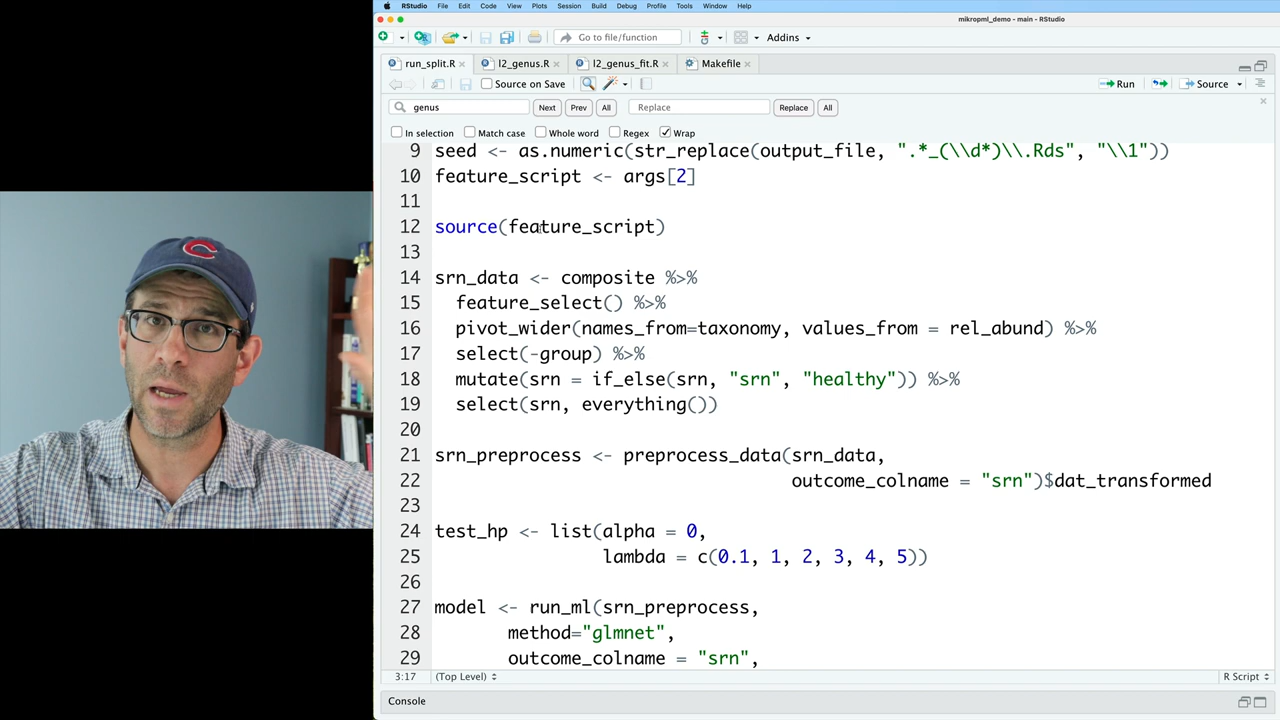 RStudio File Edit Code View Plots Session Build Debug Profile Tools Window Help
mikropml_demo - main - RStudio
Go to file/function Addins
run_split.R l2_genus.R l2_genus_fit.R Makefile
Source on Save Run Source
genus Next Prev All Replace Replace All
In selection Match case Whole word Regex Wrap
9 seed <- as.numeric(str_replace(output_file, ".*_(\\d*)\\.Rds", "\\1"))
10 feature_script <- args[2]
11
12 source(feature_script)
13
14 srn_data <- composite %>%
15 feature_select() %>%
16 pivot_wider(names_from=taxonomy, values_from = rel_abund) %>%
17 select(-group) %>%
18 mutate(srn = if_else(srn, "srn", "healthy")) %>%
19 select(srn, everything())
20
21 srn_preprocess <- preprocess_data(srn_data,
22 outcome_colname = "srn")$dat_transformed
23
24 test_hp <- list(alpha = 0,
25 lambda = c(0.1, 1, 2, 3, 4, 5))
26
27 model <- run_ml(srn_preprocess,
28 method="glmnet",
29 outcome_colname = "srn",
3:17 (Top Level) R Script
Console
C